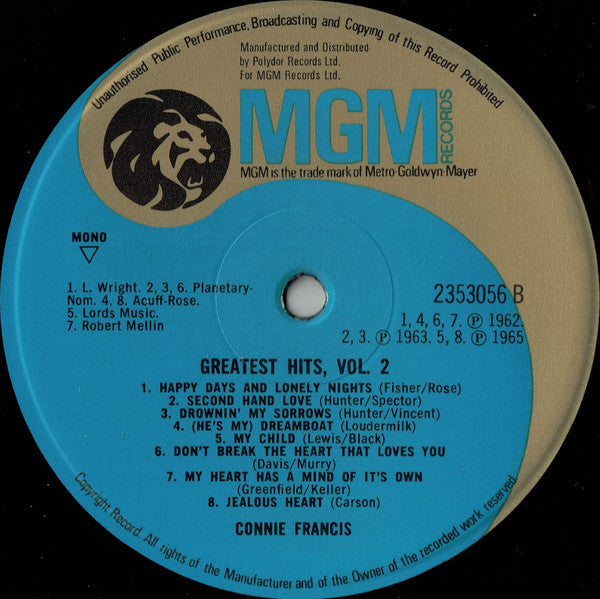 Unauthorised Public Performance, Broadcasting and Copying of this Record Prohibited
Manufactured and Distributed
by Polydor Records Ltd.
For MGM Records Ltd.
MGM
RECORDS
MGM is the trade mark of Metro-Goldwyn-Mayer
MONO
1. L. Wright. 2, 3, 6. Planetary-
Nom. 4, 8. Acuff-Rose.
5. Lords Music.
7. Robert Mellin
2353056 B
1, 4, 6, 7. Ⓟ 1962.
2, 3. Ⓟ 1963. 5, 8. Ⓟ 1965
GREATEST HITS, VOL. 2
1. HAPPY DAYS AND LONELY NIGHTS (Fisher/Rose)
2. SECOND HAND LOVE (Hunter/Spector)
3. DROWNIN' MY SORROWS (Hunter/Vincent)
4. (HE'S MY) DREAMBOAT (Loudermilk)
5. MY CHILD (Lewis/Black)
6. DON'T BREAK THE HEART THAT LOVES YOU
(Davis/Murry)
7. MY HEART HAS A MIND OF IT'S OWN
(Greenfield/Keller)
8. JEALOUS HEART (Carson)
CONNIE FRANCIS
Copyright Record. All rights of the Manufacturer and of the Owner of the recorded work reserved.